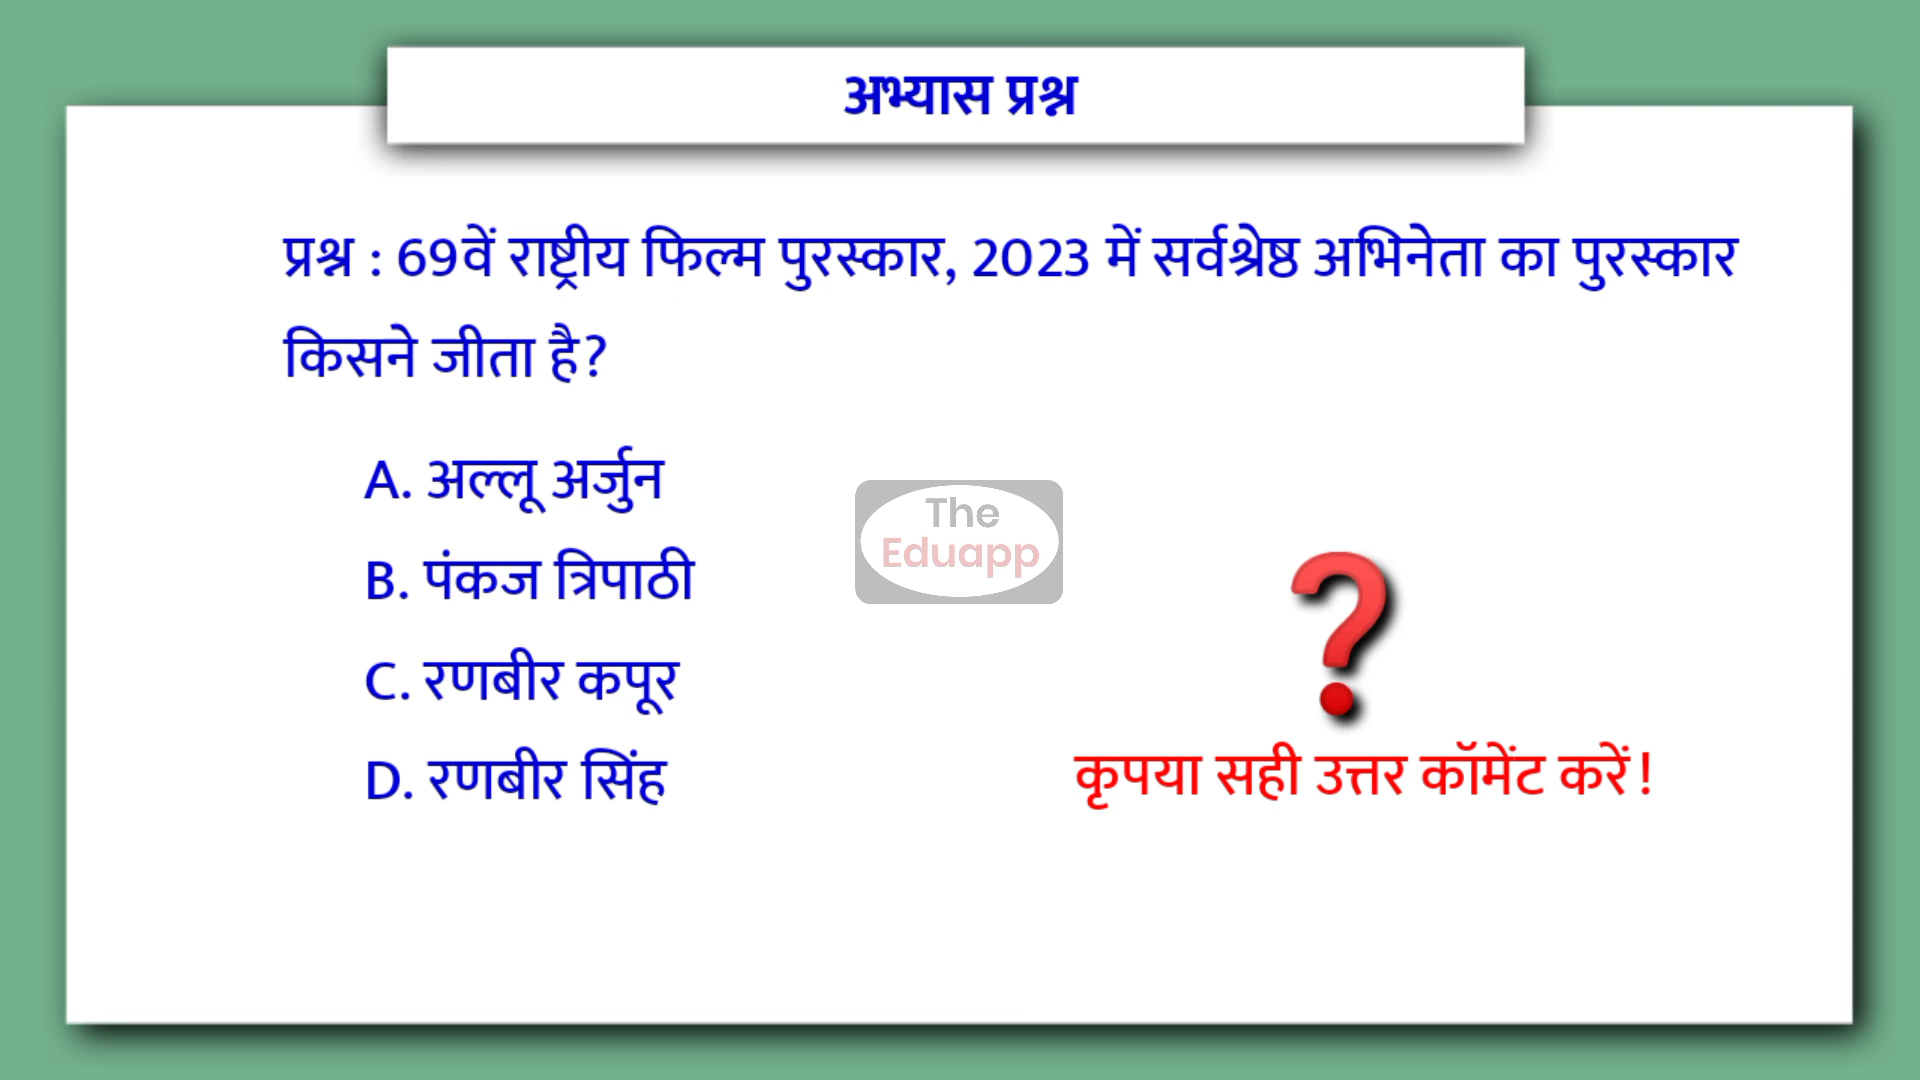 अभ्यास प्रश्न
प्रश्न : 69वें राष्ट्रीय फिल्म पुरस्कार, 2023 में सर्वश्रेष्ठ अभिनेता का पुरस्कार
किसने जीता है?
A. अल्लू अर्जुन
B. पंकज त्रिपाठी
C. रणबीर कपूर
D. रणबीर सिंह
The
Eduapp
कृपया सही उत्तर कॉमेंट करें!